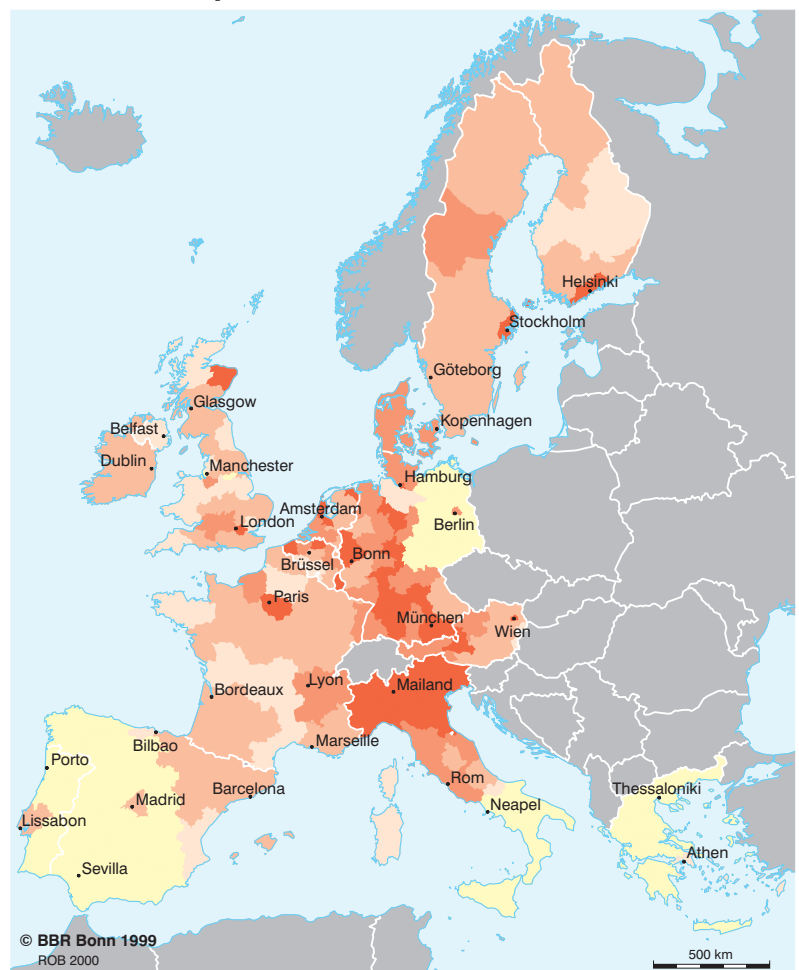 Helsinki
Stockholm
Göteborg
Glasgow
Kopenhagen
Belfast
Dublin
Manchester
Hamburg
Amsterdam
London
Berlin
Bonn
Brüssel
Paris
München
Wien
Lyon
Mailand
Bordeaux
Marseille
Bilbao
Porto
Rom
Barcelona
Thessaloniki
Madrid
Neapel
Lissabon
Athen
Sevilla
© BBR Bonn 1999
ROB 2000
500 km